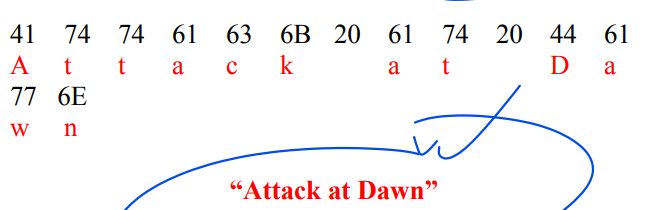 41 74 74 61 63 6B 20 61 74 20 44 61
A t t a c k a t D a
77 6E
w n
“Attack at Dawn”